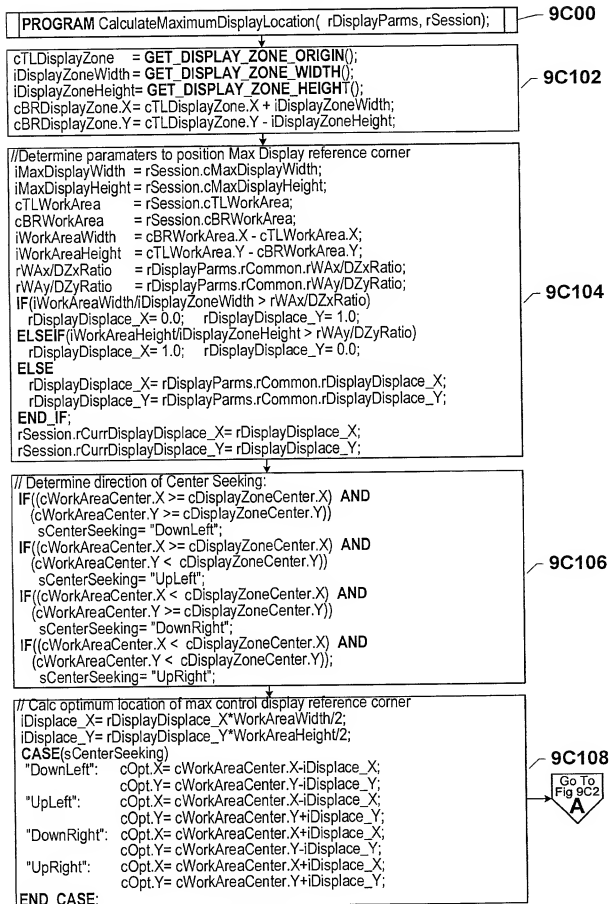 PROGRAM CalculateMaximumDisplayLocation( rDisplayParms, rSession);
9C00
cTLDisplayZone = GET_DISPLAY_ZONE_ORIGIN();
iDisplayZoneWidth = GET_DISPLAY_ZONE_WIDTH();
iDisplayZoneHeight= GET_DISPLAY_ZONE_HEIGHT();
cBRDisplayZone.X= cTLDisplayZone.X + iDisplayZoneWidth;
cBRDisplayZone.Y= cTLDisplayZone.Y - iDisplayZoneHeight;
9C102
//Determine paramaters to position Max Display reference corner
iMaxDisplayWidth = rSession.cMaxDisplayWidth;
iMaxDisplayHeight = rSession.cMaxDisplayHeight;
cTLWorkArea = rSession.cTLWorkArea;
cBRWorkArea = rSession.cBRWorkArea;
iWorkAreaWidth = cBRWorkArea.X - cTLWorkArea.X;
iWorkAreaHeight = cTLWorkArea.Y - cBRWorkArea.Y;
rWAx/DZxRatio = rDisplayParms.rCommon.rWAx/DZxRatio;
rWAy/DZyRatio = rDisplayParms.rCommon.rWAy/DZyRatio;
IF(iWorkAreaWidth/iDisplayZoneWidth > rWAx/DZxRatio)
rDisplayDisplace_X= 0.0; rDisplayDisplace_Y= 1.0;
ELSEIF(iWorkAreaHeight/iDisplayZoneHeight > rWAy/DZyRatio)
rDisplayDisplace_X= 1.0; rDisplayDisplace_Y= 0.0;
ELSE
rDisplayDisplace_X= rDisplayParms.rCommon.rDisplayDisplace_X;
rDisplayDisplace_Y= rDisplayParms.rCommon.rDisplayDisplace_Y;
END_IF;
rSession.rCurrDisplayDisplace_X= rDisplayDisplace_X;
rSession.rCurrDisplayDisplace_Y= rDisplayDisplace_Y;
9C104
// Determine direction of Center Seeking:
IF((cWorkAreaCenter.X >= cDisplayZoneCenter.X) AND
(cWorkAreaCenter.Y >= cDisplayZoneCenter.Y))
sCenterSeeking= "DownLeft";
IF((cWorkAreaCenter.X >= cDisplayZoneCenter.X) AND
(cWorkAreaCenter.Y < cDisplayZoneCenter.Y))
sCenterSeeking= "UpLeft";
IF((cWorkAreaCenter.X < cDisplayZoneCenter.X) AND
(cWorkAreaCenter.Y >= cDisplayZoneCenter.Y))
sCenterSeeking= "DownRight";
IF((cWorkAreaCenter.X < cDisplayZoneCenter.X) AND
(cWorkAreaCenter.Y < cDisplayZoneCenter.Y));
sCenterSeeking= "UpRight";
9C106
// Calc optimum location of max control display reference corner
iDisplace_X= rDisplayDisplace_X*WorkAreaWidth/2;
iDisplace_Y= rDisplayDisplace_Y*WorkAreaHeight/2;
CASE(sCenterSeeking)
"DownLeft": cOpt.X= cWorkAreaCenter.X-iDisplace_X;
cOpt.Y= cWorkAreaCenter.Y-iDisplace_Y;
"UpLeft": cOpt.X= cWorkAreaCenter.X-iDisplace_X;
cOpt.Y= cWorkAreaCenter.Y+iDisplace_Y;
"DownRight": cOpt.X= cWorkAreaCenter.X+iDisplace_X;
cOpt.Y= cWorkAreaCenter.Y-iDisplace_Y;
"UpRight": cOpt.X= cWorkAreaCenter.X+iDisplace_X;
cOpt.Y= cWorkAreaCenter.Y+iDisplace_Y;
END_CASE;
9C108
Go To
Fig 9C2
A